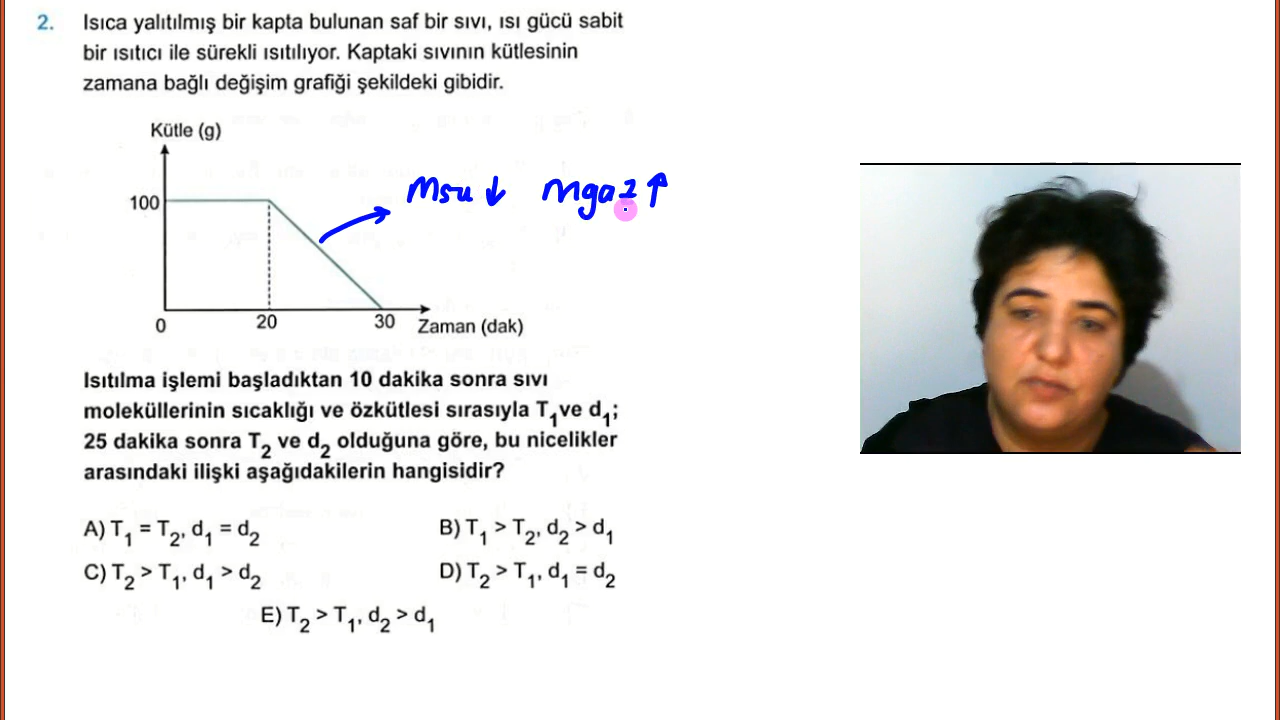 2. Isıca yalıtılmış bir kapta bulunan saf bir sıvı, ısı gücü sabit
bir ısıtıcı ile sürekli ısıtılıyor. Kaptaki sıvının kütlesinin
zamana bağlı değişim grafiği şekildeki gibidir.
Kütle (g)
Msu ↓ Mgaz ↑
100
0 20 30 Zaman (dak)
Isıtılma işlemi başladıktan 10 dakika sonra sıvı
moleküllerinin sıcaklığı ve özkütlesi sırasıyla T₁ve d₁;
25 dakika sonra T₂ ve d₂ olduğuna göre, bu nicelikler
arasındaki ilişki aşağıdakilerin hangisidir?
A) T₁ = T₂, d₁ = d₂ B) T₁ > T₂, d₂ > d₁
C) T₂ > T₁, d₁ > d₂ D) T₂ > T₁, d₁ = d₂
E) T₂ > T₁, d₂ > d₁